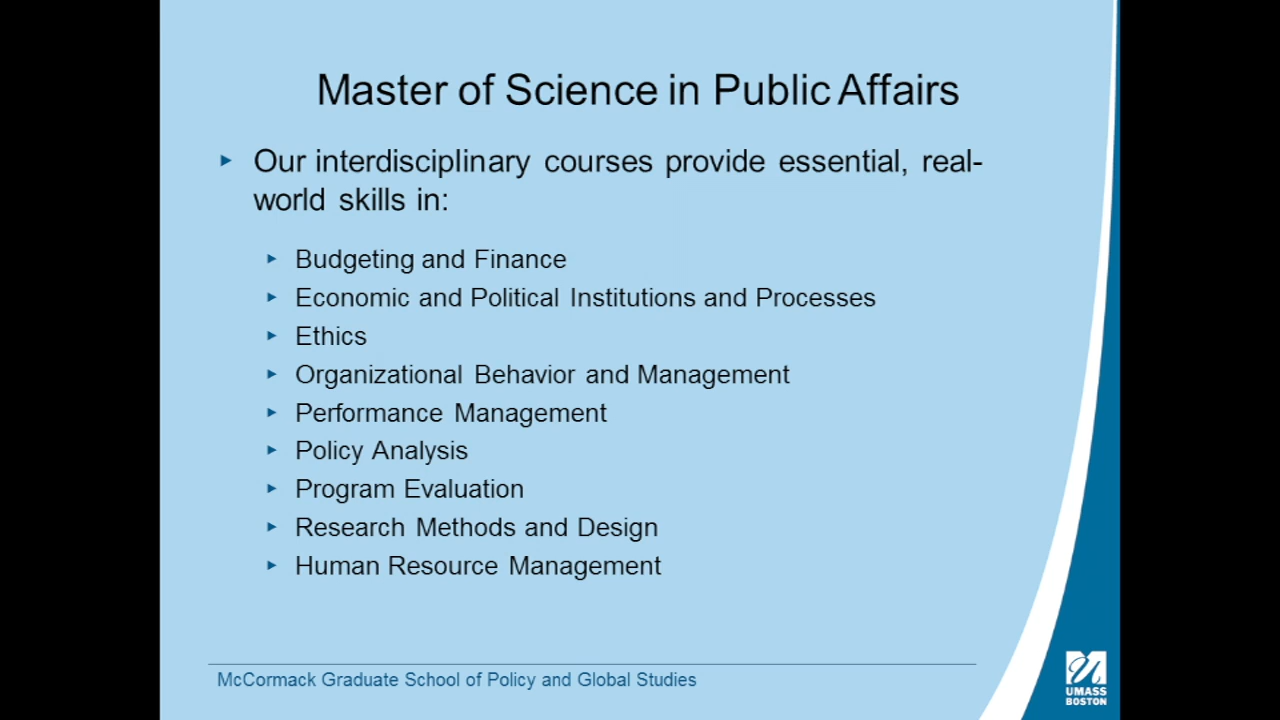 Master of Science in Public Affairs
Our interdisciplinary courses provide essential, real-
world skills in:
Budgeting and Finance
Economic and Political Institutions and Processes
Ethics
Organizational Behavior and Management
Performance Management
Policy Analysis
Program Evaluation
Research Methods and Design
Human Resource Management
McCormack Graduate School of Policy and Global Studies
UMASS
BOSTON